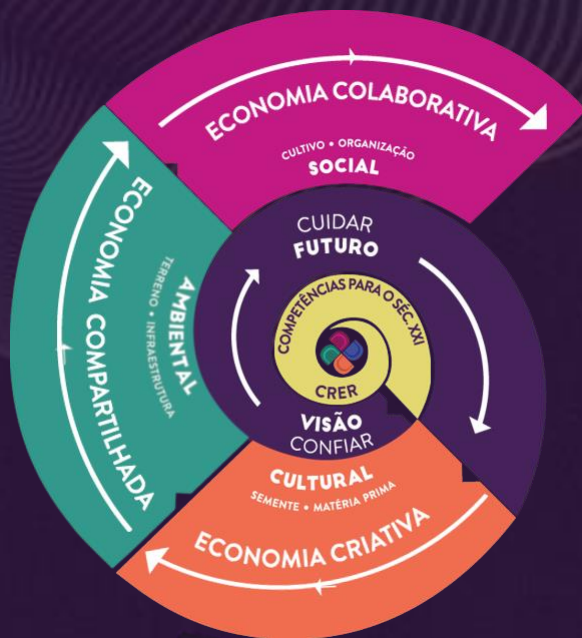 ECONOMIA COLABORATIVA
CULTIVO • ORGANIZAÇÃO
SOCIAL
CUIDAR
FUTURO
COMPETÊNCIAS PARA O SÉC. XXI
CRER
VISÃO
CONFIAR
ECONOMIA COMPARTILHADA
AMBIENTAL
TERRENO • INFRAESTRUTURA
CULTURAL
SEMENTE • MATÉRIA PRIMA
ECONOMIA CRIATIVA